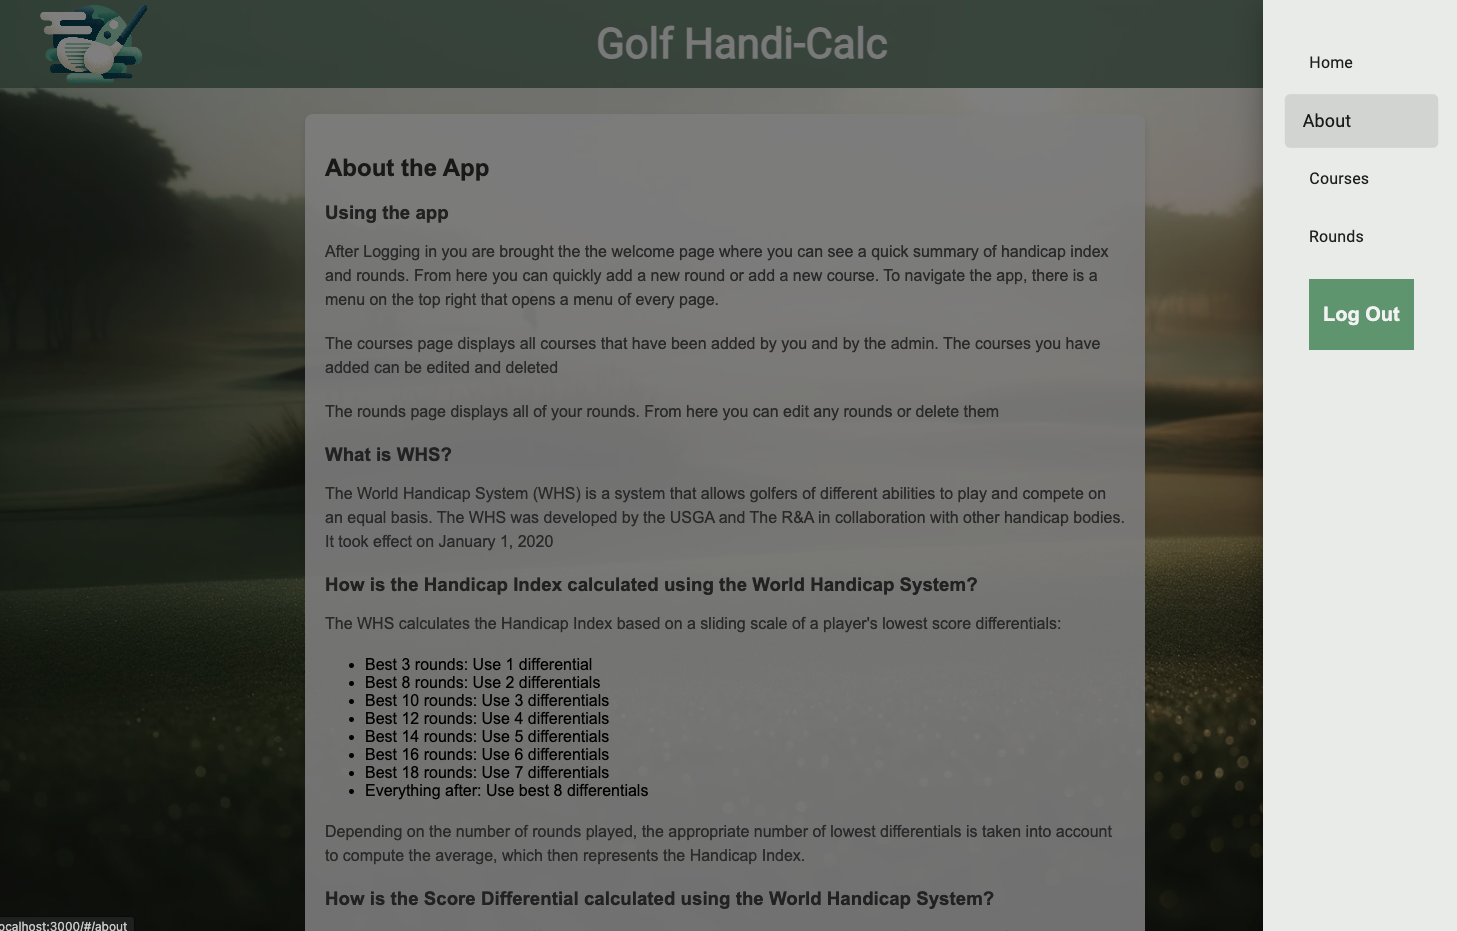 Golf Handi-Calc
Home
About
Courses
Rounds
Log Out
About the App
Using the app
After Logging in you are brought the the welcome page where you can see a quick summary of handicap index
and rounds. From here you can quickly add a new round or add a new course. To navigate the app, there is a
menu on the top right that opens a menu of every page.
The courses page displays all courses that have been added by you and by the admin. The courses you have
added can be edited and deleted
The rounds page displays all of your rounds. From here you can edit any rounds or delete them
What is WHS?
The World Handicap System (WHS) is a system that allows golfers of different abilities to play and compete on
an equal basis. The WHS was developed by the USGA and The R&A in collaboration with other handicap bodies.
It took effect on January 1, 2020
How is the Handicap Index calculated using the World Handicap System?
The WHS calculates the Handicap Index based on a sliding scale of a player's lowest score differentials:
• Best 3 rounds: Use 1 differential
• Best 8 rounds: Use 2 differentials
• Best 10 rounds: Use 3 differentials
• Best 12 rounds: Use 4 differentials
• Best 14 rounds: Use 5 differentials
• Best 16 rounds: Use 6 differentials
• Best 18 rounds: Use 7 differentials
• Everything after: Use best 8 differentials
Depending on the number of rounds played, the appropriate number of lowest differentials is taken into account
to compute the average, which then represents the Handicap Index.
How is the Score Differential calculated using the World Handicap System?
ocalhost:3000/#/about